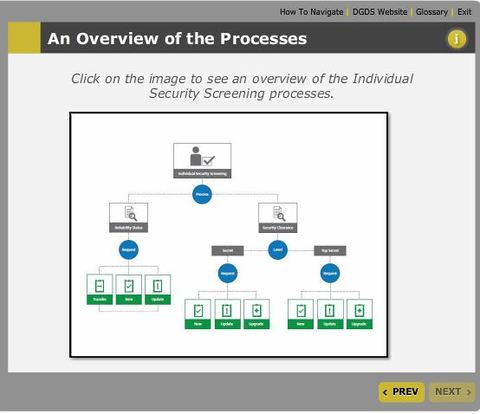 How To Navigate | DGDS Website | Glossary | Exit
An Overview of the Processes
i
Click on the image to see an overview of the Individual
Security Screening processes.
Individual Security Screening
Process
Reliability Status
Security Clearance
Request
Secret
Level
Top Secret
Request
Request
Transfer
New
Update
New
Update
Upgrade
New
Update
Upgrade
‹ PREV
NEXT ›